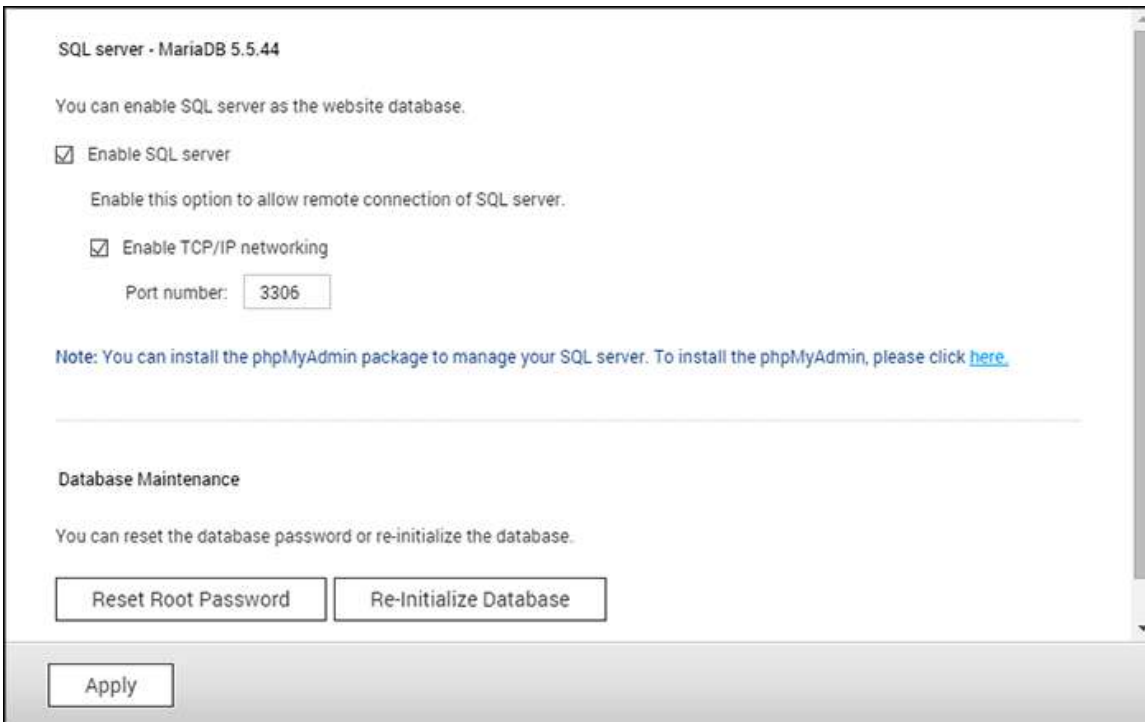 SQL server - MariaDB 5.5.44
You can enable SQL server as the website database.
Enable SQL server
Enable this option to allow remote connection of SQL server.
Enable TCP/IP networking
Port number: 3306
Note: You can install the phpMyAdmin package to manage your SQL server. To install the phpMyAdmin, please click here.
Database Maintenance
You can reset the database password or re-initialize the database.
Reset Root Password Re-Initialize Database
Apply